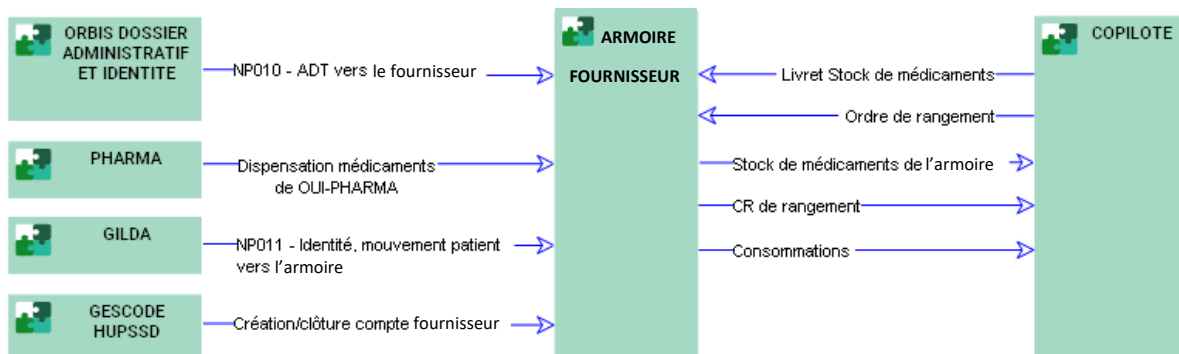 ORBIS DOSSIER
ADMINISTRATIF
ET IDENTITE
NP010 - ADT vers le fournisseur
PHARMA
Dispensation médicaments
de OUI-PHARMA
GILDA
NP011 - Identité, mouvement patient
vers l'armoire
GESCODE
HUPSSD
Création/clôture compte fournisseur
ARMOIRE
FOURNISSEUR
COPILOTE
Livret Stock de médicaments
Ordre de rangement
Stock de médicaments de l'armoire
CR de rangement
Consommations